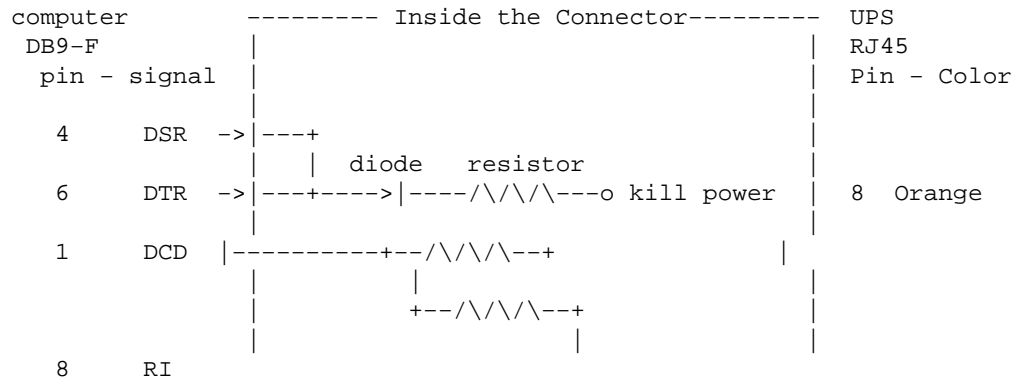 computer        --------- Inside the Connector---------  UPS
 DB9-F          |                                     |  RJ45
  pin - signal  |                                     |  Pin - Color
                |                                     |
   4     DSR  ->|---+                                 |
                |   |  diode   resistor               |
   6     DTR  ->|---+---->|----/\/\/\---o kill power  |  8  Orange
                |                                     |
   1     DCD  |----------+--/\/\/\--+               |
                |          |                          |
                |          +--/\/\/\--+               |
                |                     |               |
   8     RI